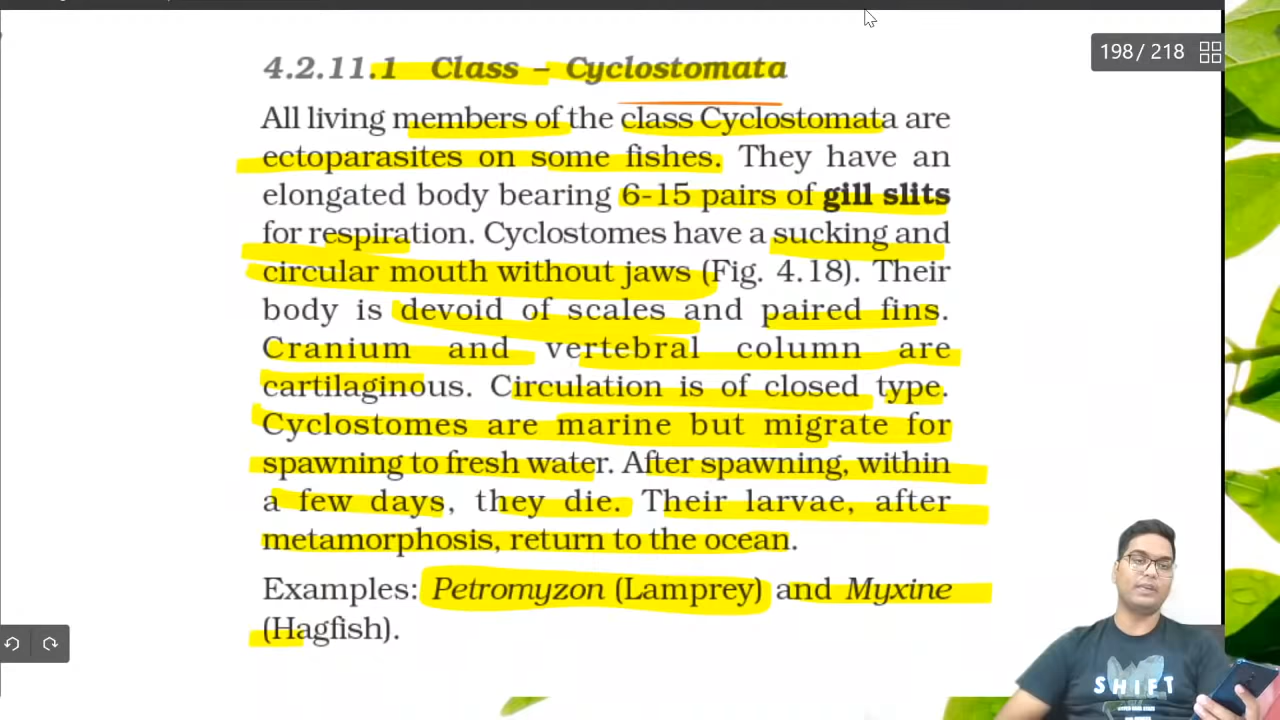 198 / 218
4.2.11.1 Class – Cyclostomata
All living members of the class Cyclostomata are
ectoparasites on some fishes. They have an
elongated body bearing 6-15 pairs of gill slits
for respiration. Cyclostomes have a sucking and
circular mouth without jaws (Fig. 4.18). Their
body is devoid of scales and paired fins.
Cranium and vertebral column are
cartilaginous. Circulation is of closed type.
Cyclostomes are marine but migrate for
spawning to fresh water. After spawning, within
a few days, they die. Their larvae, after
metamorphosis, return to the ocean.
Examples: Petromyzon (Lamprey) and Myxine
(Hagfish).
SHIFT